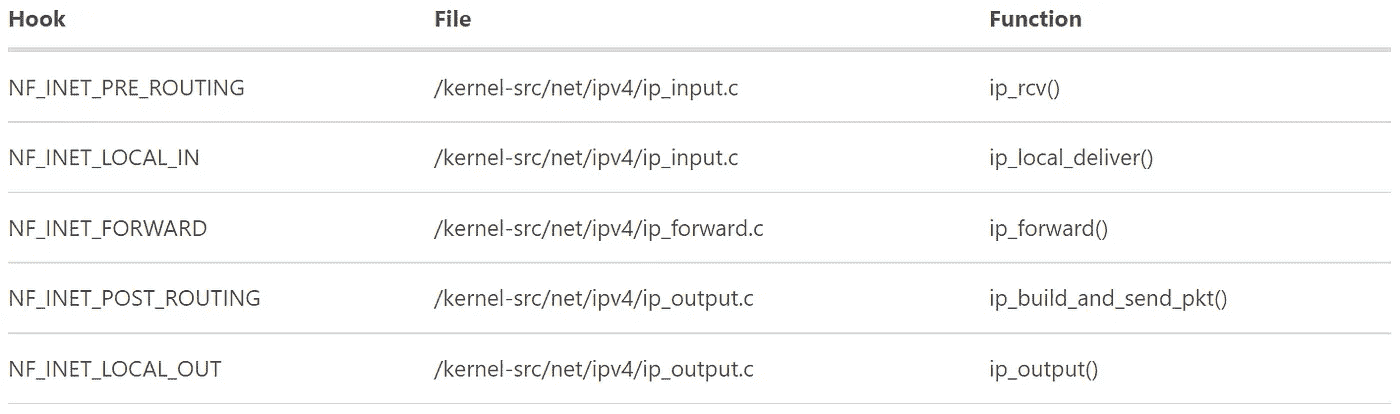 Hook File Function
NF_INET_PRE_ROUTING /kernel-src/net/ipv4/ip_input.c ip_rcv()
NF_INET_LOCAL_IN /kernel-src/net/ipv4/ip_input.c ip_local_deliver()
NF_INET_FORWARD /kernel-src/net/ipv4/ip_forward.c ip_forward()
NF_INET_POST_ROUTING /kernel-src/net/ipv4/ip_output.c ip_build_and_send_pkt()
NF_INET_LOCAL_OUT /kernel-src/net/ipv4/ip_output.c ip_output()